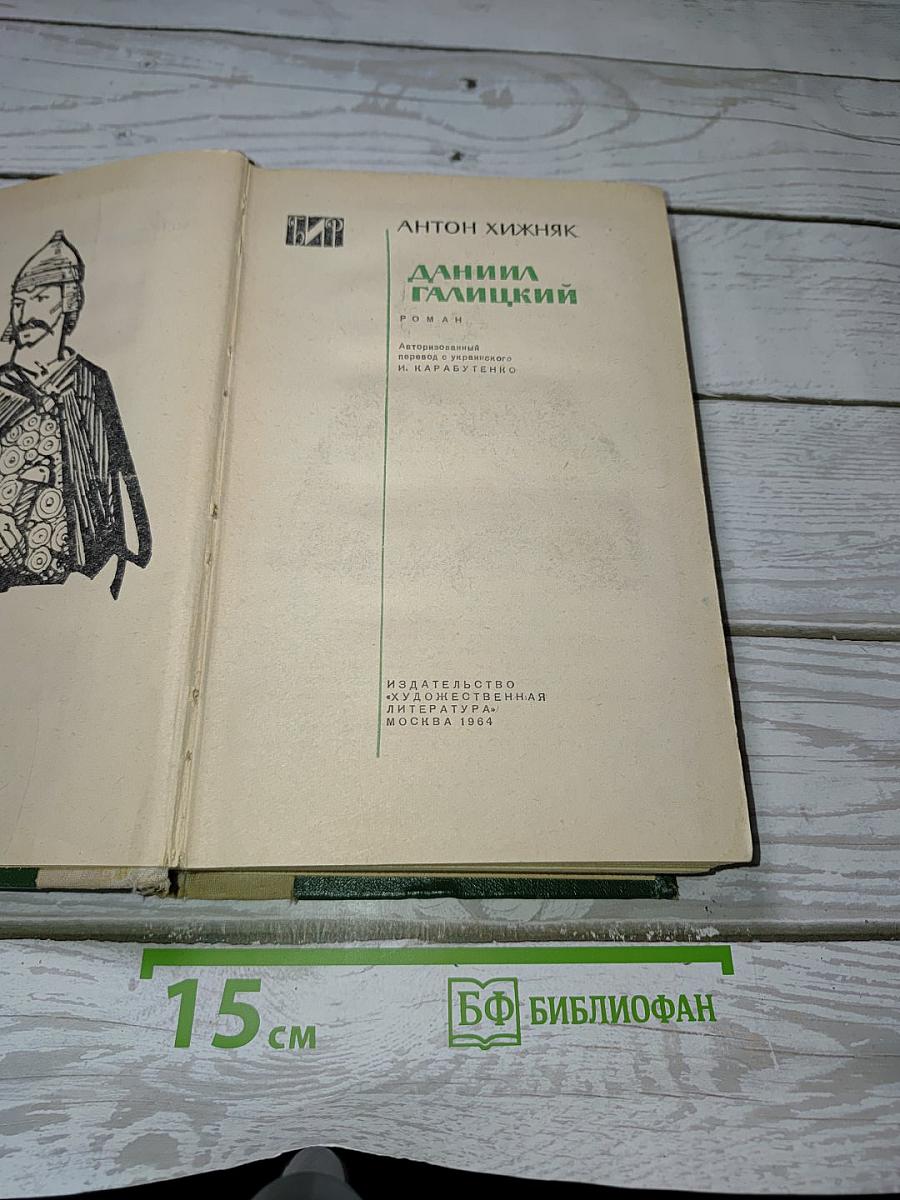 БИР
АНТОН ХИЖНЯК
ДАНИИЛ
ГАЛИЦКИЙ
РОМАН
Авторизованный
перевод с украинского
И. КАРАБУТЕНКО
ИЗДАТЕЛЬСТВО
«ХУДОЖЕСТВЕННАЯ
ЛИТЕРАТУРА»
МОСКВА 1964
15 см
БФ БИБЛИОФАН